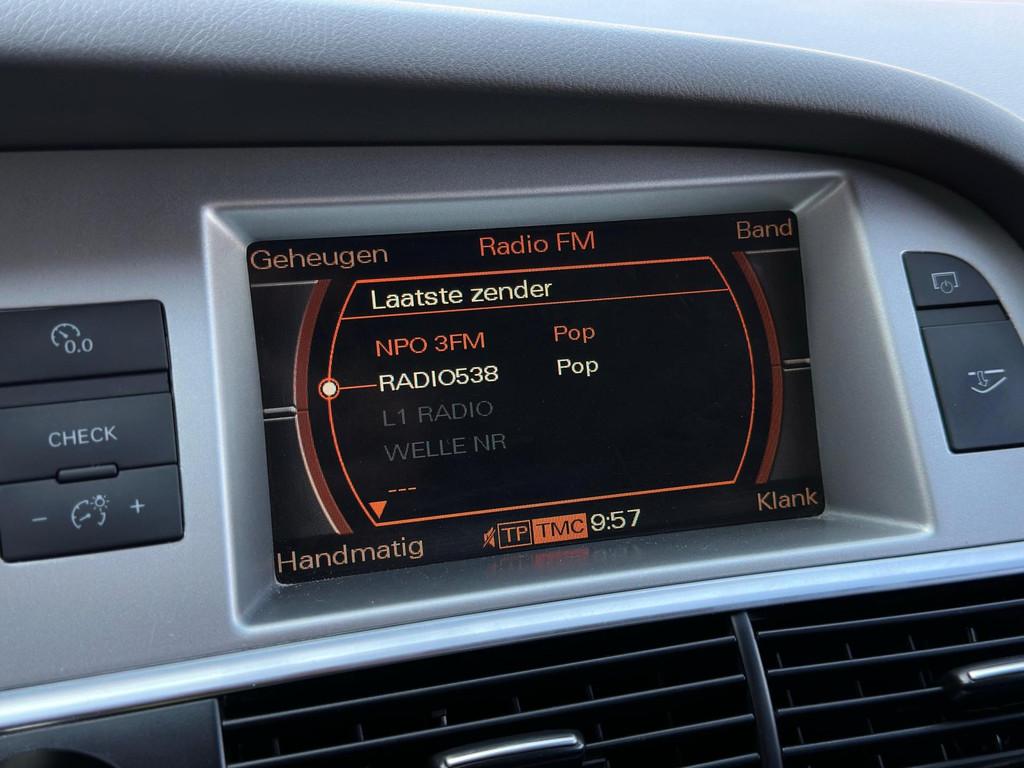 Geheugen
Radio FM
Band
Laatste zender
NPO 3FM Pop
RADIO538 Pop
L1 RADIO
WELLE NR
---
Handmatig
TP TMC 9:57
Klank
0.0
CHECK
- +